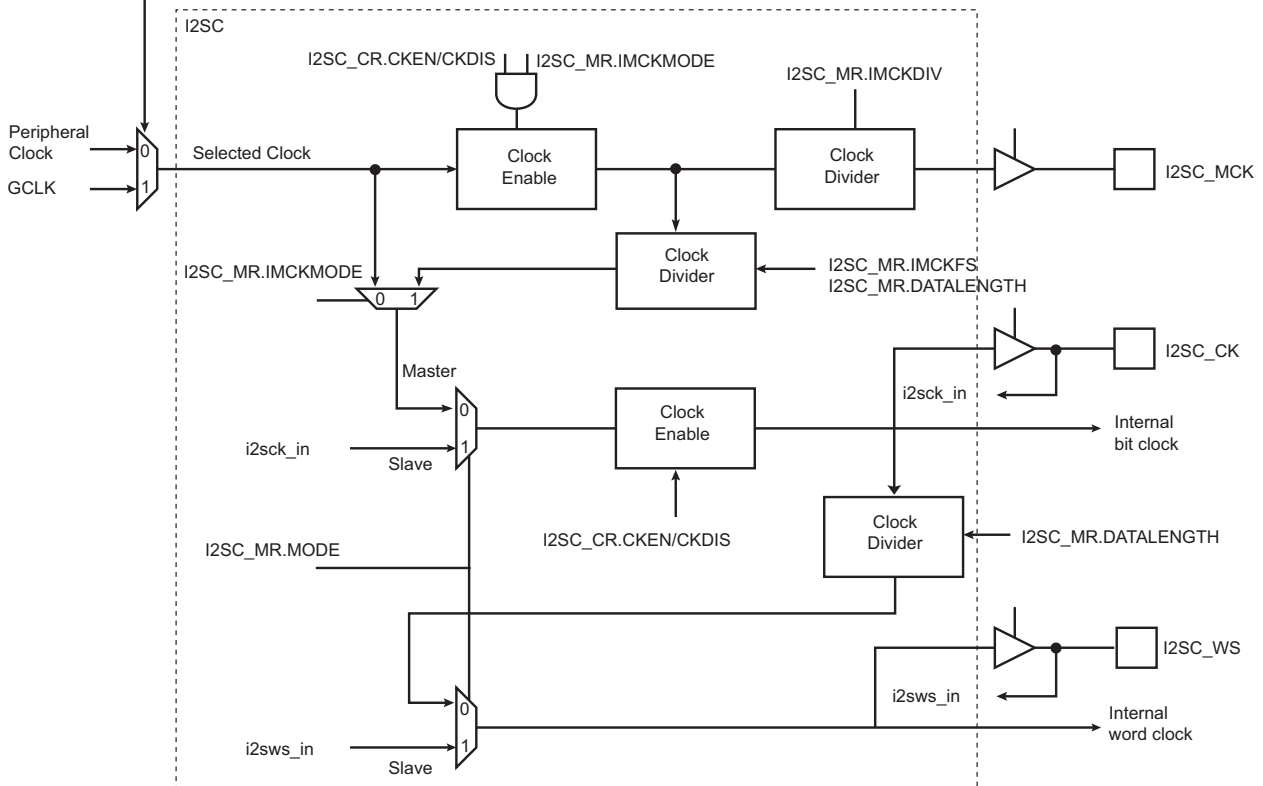 I2SC
I2SC_CR.CKEN/CKDIS
I2SC_MR.IMCKMODE
I2SC_MR.IMCKDIV
Peripheral
Clock
0
GCLK
1
Selected Clock
Clock
Enable
Clock
Divider
I2SC_MCK
I2SC_MR.IMCKMODE
0 1
Clock
Divider
I2SC_MR.IMCKFS
I2SC_MR.DATALENGTH
Master
I2SC_CK
i2sck_in
0
i2sck_in
1
Slave
Clock
Enable
Internal
bit clock
I2SC_CR.CKEN/CKDIS
I2SC_MR.MODE
Clock
Divider
I2SC_MR.DATALENGTH
I2SC_WS
i2sws_in
0
i2sws_in
1
Slave
Internal
word clock